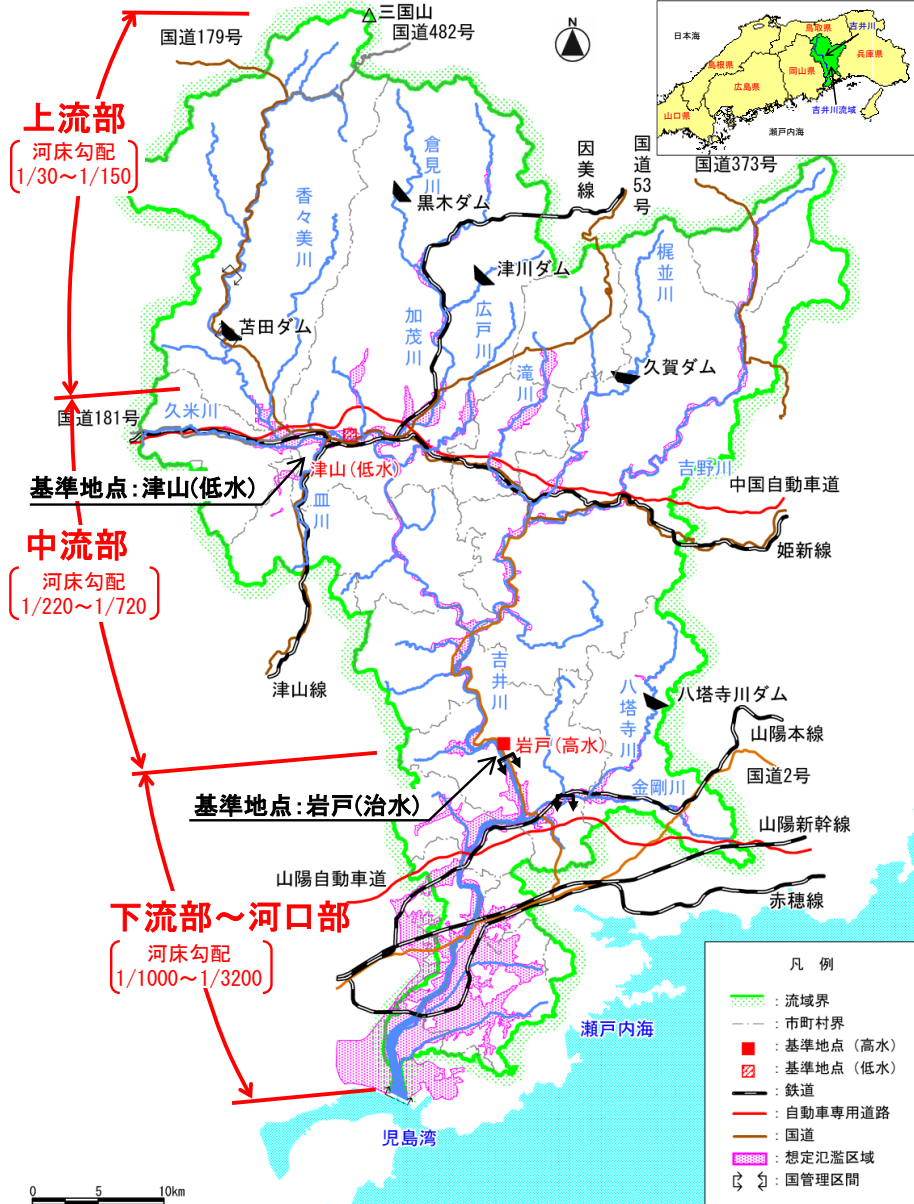 三国山
国道179号
国道482号
N
日本海
鳥取県
吉井川
島根県
岡山県
兵庫県
広島県
山口県
吉井川流域
瀬戸内海
上流部
河床勾配
1/30～1/150
倉見川
因美線
国道53号
国道373号
黒木ダム
香々美川
梶並川
津川ダム
加茂川
広戸川
苫田ダム
滝川
久賀ダム
国道181号
久米川
津山(低水)
吉野川
基準地点:津山(低水)
皿川
中国自動車道
中流部
姫新線
河床勾配
1/220～1/720
吉井川
八塔寺川
津山線
八塔寺川ダム
山陽本線
岩戸(高水)
国道2号
金剛川
基準地点:岩戸(治水)
山陽新幹線
山陽自動車道
赤穂線
下流部～河口部
河床勾配
1/1000～1/3200
瀬戸内海
児島湾
凡 例
：流域界
：市町村界
：基準地点（高水）
：基準地点（低水）
：鉄道
：自動車専用道路
：国道
：想定氾濫区域
：国管理区間
0 5 10km